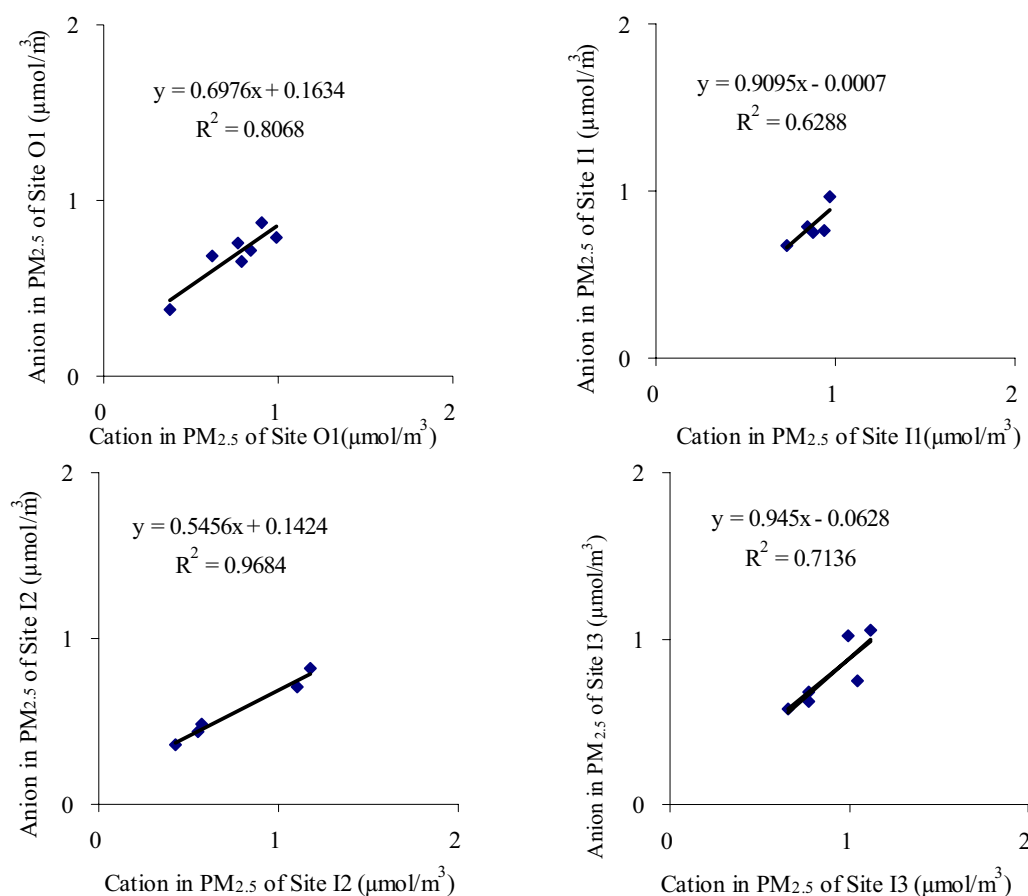 2
y = 0.6976x + 0.1634
R² = 0.8068
1
0
0
1
2
Anion in PM2.5 of Site O1 (µmol/m³)
Cation in PM2.5 of Site O1(µmol/m³)
2
y = 0.9095x - 0.0007
R² = 0.6288
1
0
0
1
2
Anion in PM2.5 of Site I1 (µmol/m³)
Cation in PM2.5 of Site I1(µmol/m³)
2
y = 0.5456x + 0.1424
R² = 0.9684
1
0
0
1
2
Anion in PM2.5 of Site I2 (µmol/m³)
Cation in PM2.5 of Site I2 (µmol/m³)
2
y = 0.945x - 0.0628
R² = 0.7136
1
0
0
1
2
Anion in PM2.5 of Site I3 (µmol/m³)
Cation in PM2.5 of Site I3 (µmol/m³)